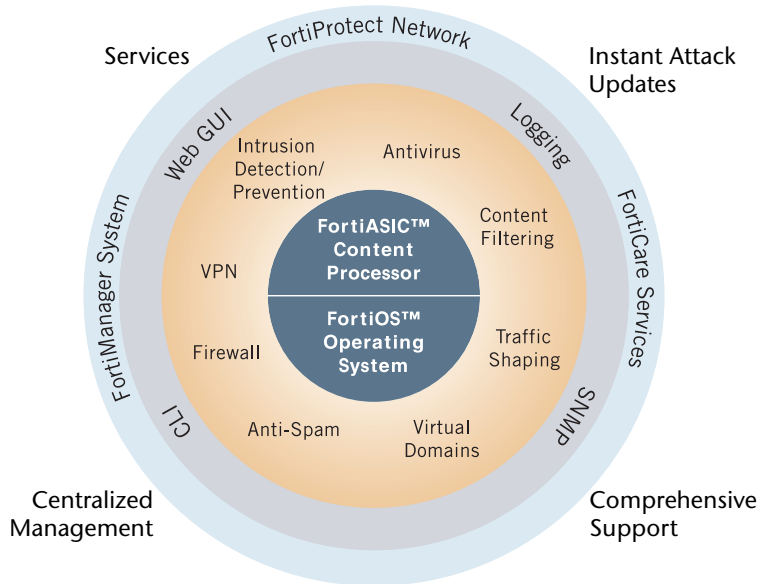 FortiProtect Network
Services
Instant Attack
Updates
Web GUI
Logging
Intrusion
Detection/
Prevention
Antivirus
FortiASIC™
Content
Processor
Content
Filtering
FortiManager System
FortiCare Services
VPN
FortiOS™
Operating
System
Firewall
Traffic
Shaping
CLI
SNMP
Anti-Spam
Virtual
Domains
Centralized
Management
Comprehensive
Support